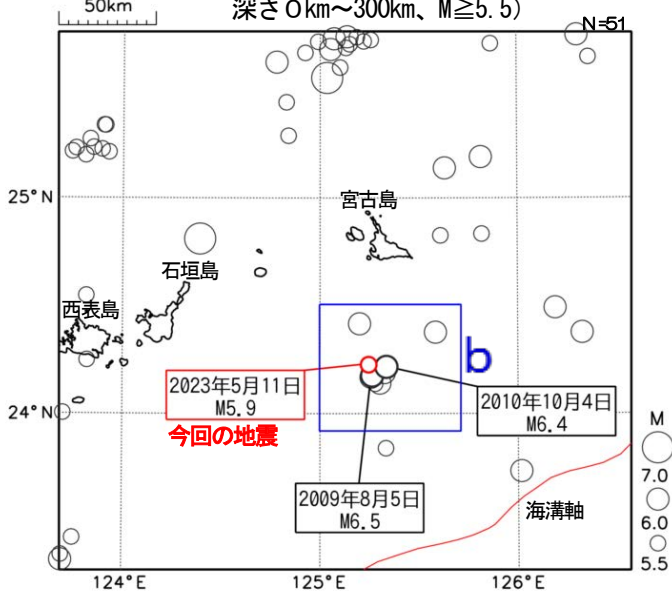 50km
深さ0km～300km、M≧5.5)
N=51
25°N
宮古島
石垣島
西表島
b
2023年5月11日
M5.9
今回の地震
2010年10月4日
M6.4
24°N
2009年8月5日
M6.5
海溝軸
M
7.0
6.0
5.5
124°E
125°E
126°E